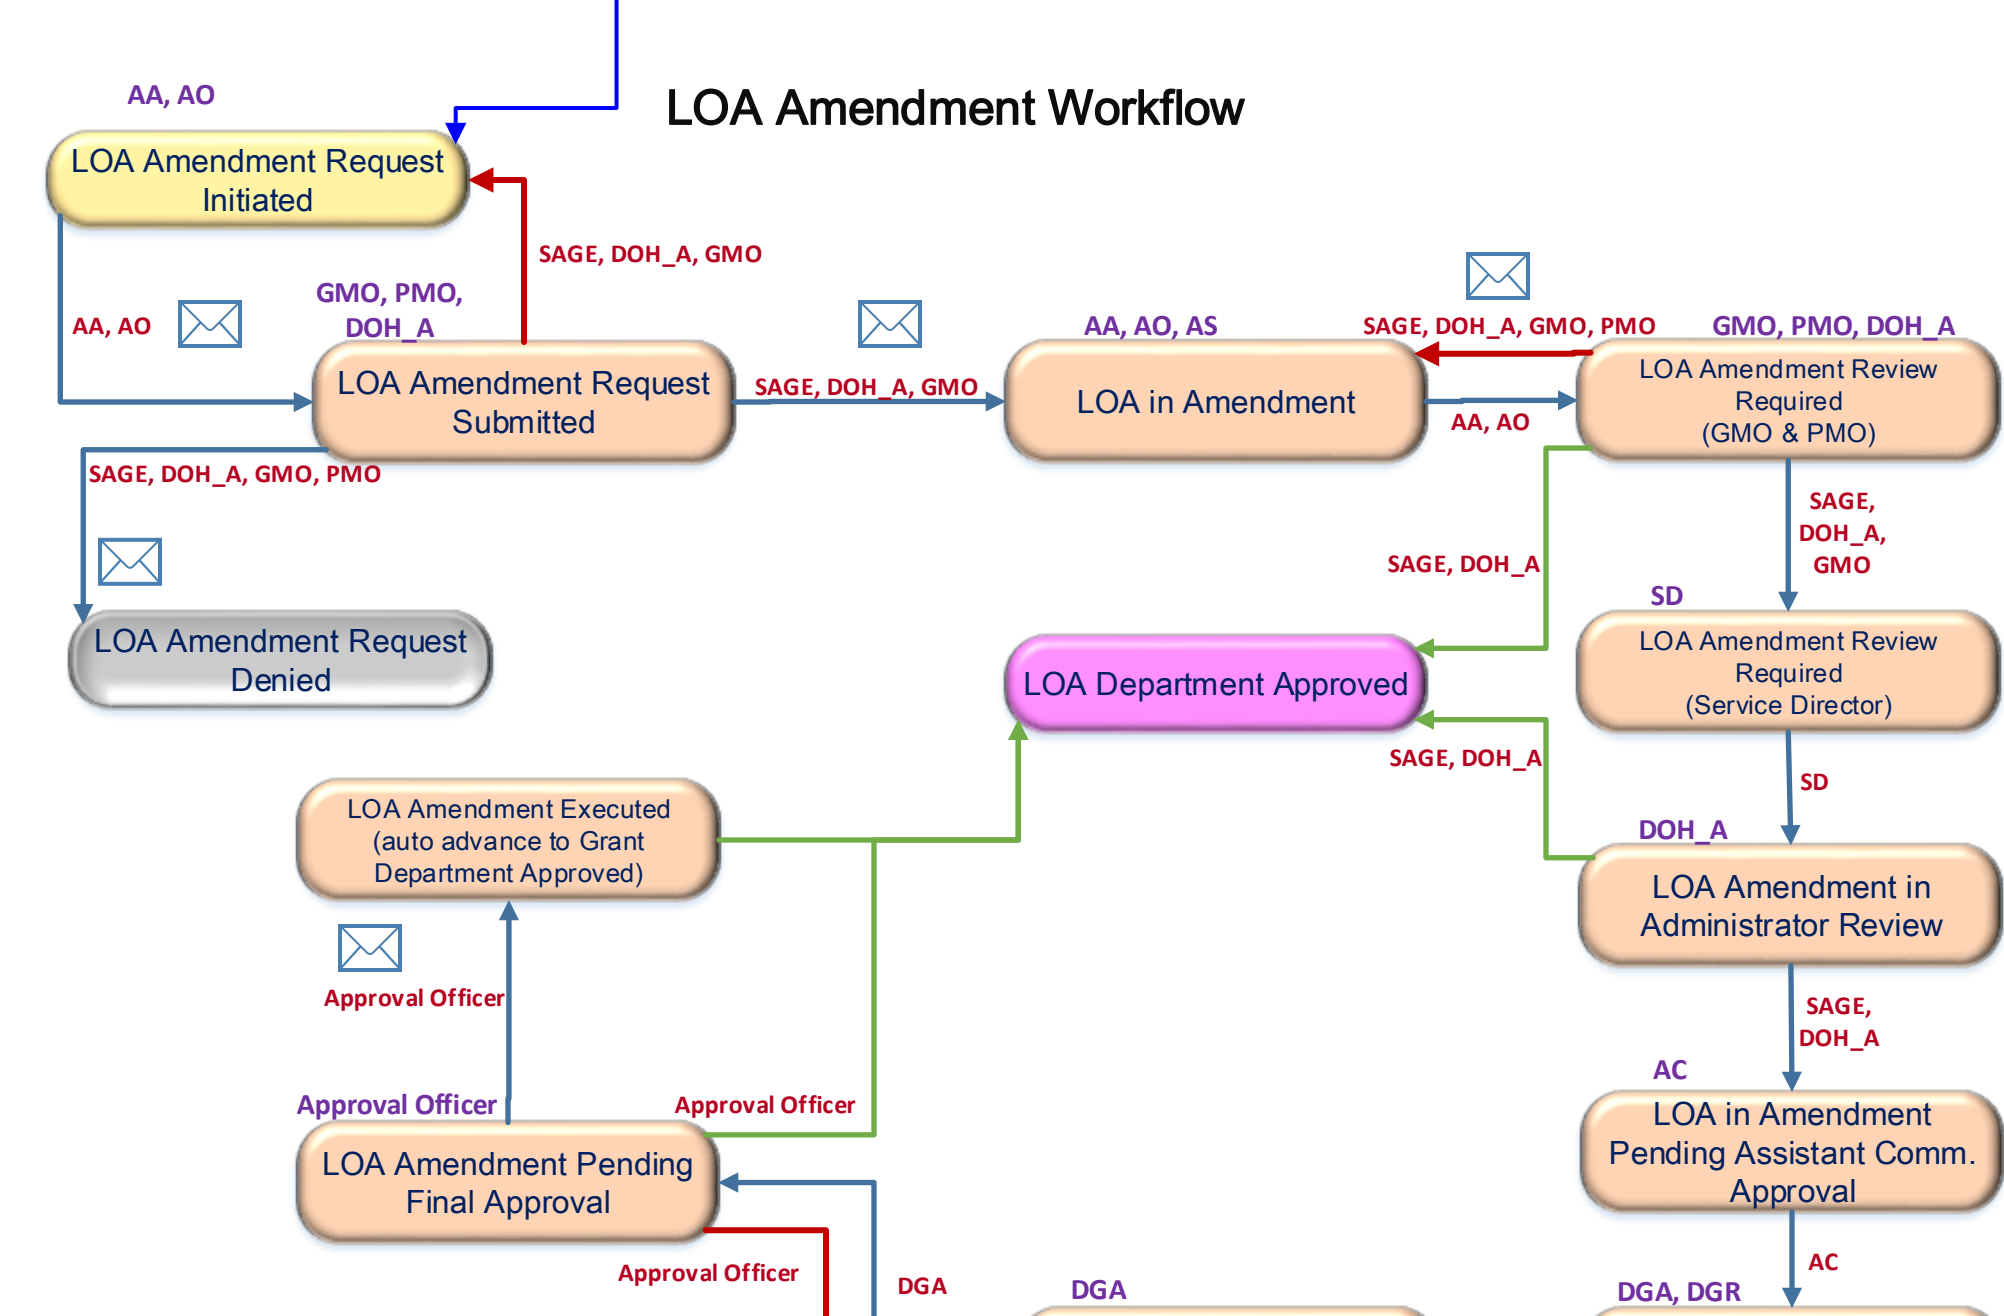 LOA Amendment Workflow
AA, AO
LOA Amendment Request
Initiated
SAGE, DOH_A, GMO
AA, AO
GMO, PMO,
DOH_A
LOA Amendment Request
Submitted
SAGE, DOH_A, GMO
AA, AO, AS
LOA in Amendment
SAGE, DOH_A, GMO, PMO
AA, AO
GMO, PMO, DOH_A
LOA Amendment Review
Required
(GMO & PMO)
SAGE, DOH_A, GMO, PMO
LOA Amendment Request
Denied
SAGE, DOH_A
SAGE,
DOH_A,
GMO
SD
LOA Amendment Review
Required
(Service Director)
LOA Department Approved
SAGE, DOH_A
SD
DOH_A
LOA Amendment in
Administrator Review
LOA Amendment Executed
(auto advance to Grant
Department Approved)
Approval Officer
SAGE,
DOH_A
AC
LOA in Amendment
Pending Assistant Comm.
Approval
Approval Officer
Approval Officer
LOA Amendment Pending
Final Approval
Approval Officer
DGA
DGA
AC
DGA, DGR